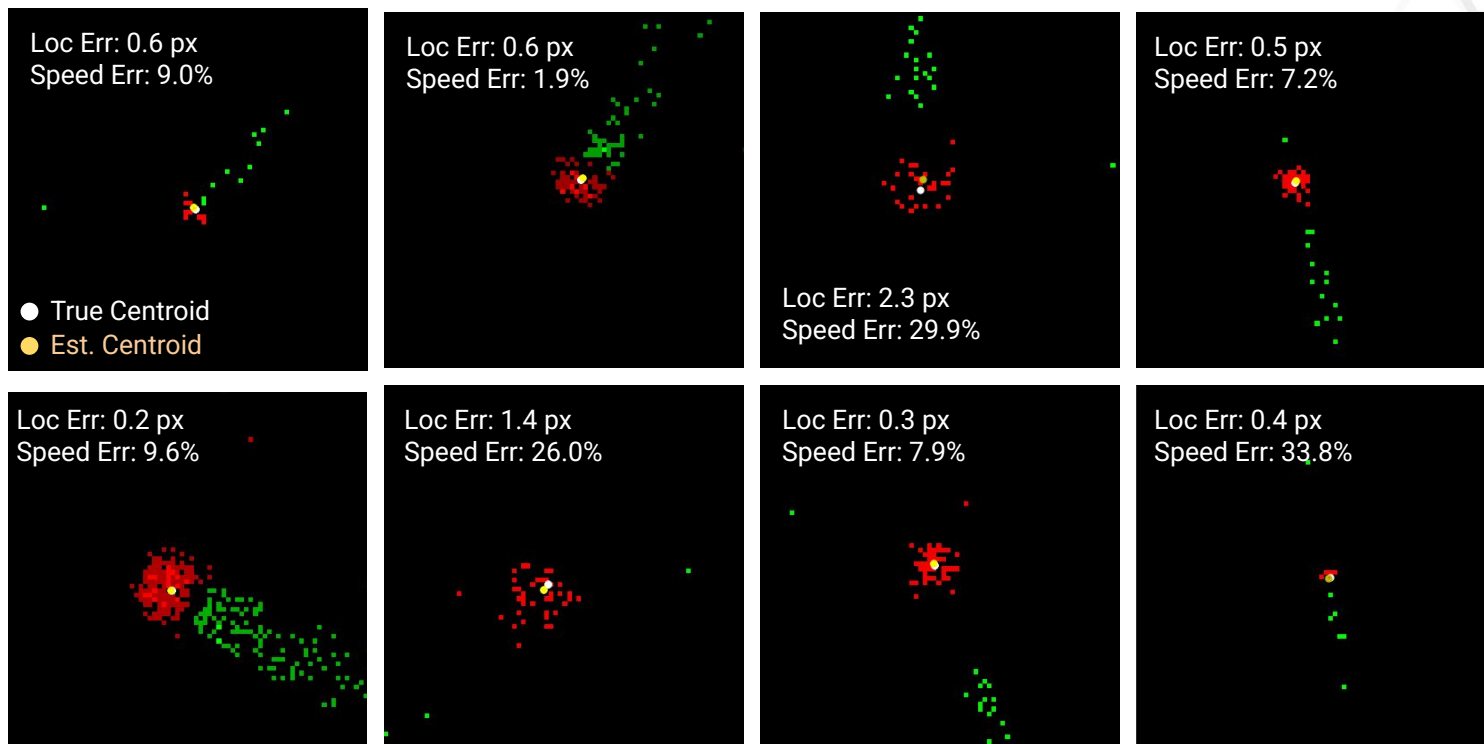 Loc Err: 0.6 px
Speed Err: 9.0%
True Centroid
Est. Centroid
Loc Err: 0.6 px
Speed Err: 1.9%
Loc Err: 2.3 px
Speed Err: 29.9%
Loc Err: 0.5 px
Speed Err: 7.2%
Loc Err: 0.2 px
Speed Err: 9.6%
Loc Err: 1.4 px
Speed Err: 26.0%
Loc Err: 0.3 px
Speed Err: 7.9%
Loc Err: 0.4 px
Speed Err: 33.8%